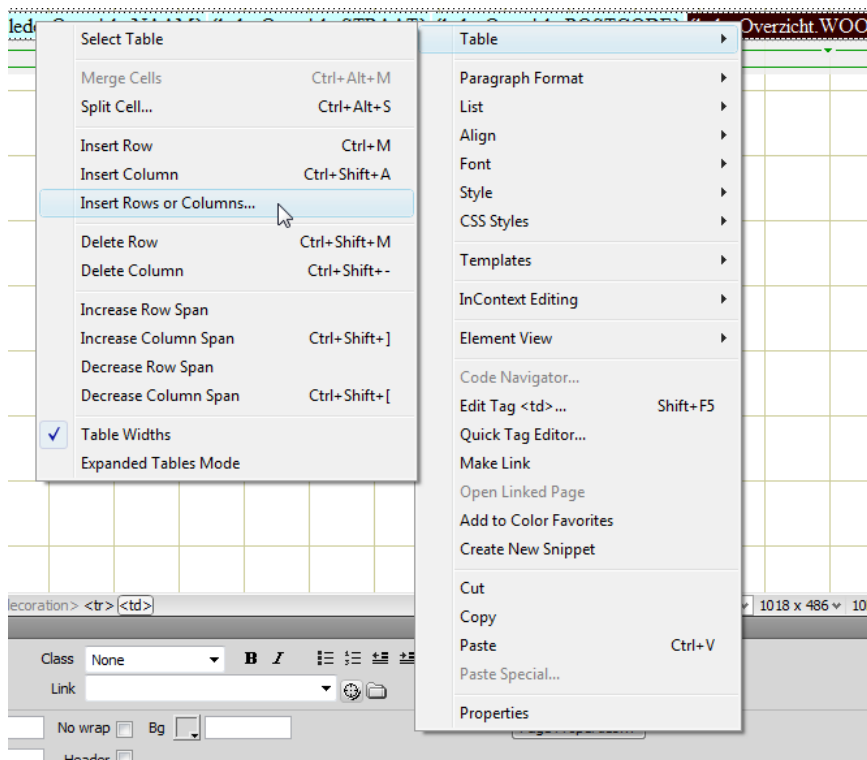 Overzicht.WOO
Select Table
Merge Cells Ctrl+Alt+M
Split Cell... Ctrl+Alt+S
Insert Row Ctrl+M
Insert Column Ctrl+Shift+A
Insert Rows or Columns...
Delete Row Ctrl+Shift+M
Delete Column Ctrl+Shift+-
Increase Row Span
Increase Column Span Ctrl+Shift+]
Decrease Row Span
Decrease Column Span Ctrl+Shift+[
Table Widths
Expanded Tables Mode
Table
Paragraph Format
List
Align
Font
Style
CSS Styles
Templates
InContext Editing
Element View
Code Navigator...
Edit Tag <td>... Shift+F5
Quick Tag Editor...
Make Link
Open Linked Page
Add to Color Favorites
Create New Snippet
Cut
Copy
Paste Ctrl+V
Paste Special...
Properties
decoration> <tr> <td> 1018 x 486 10
Class None B I
Link
No wrap Bg
Header